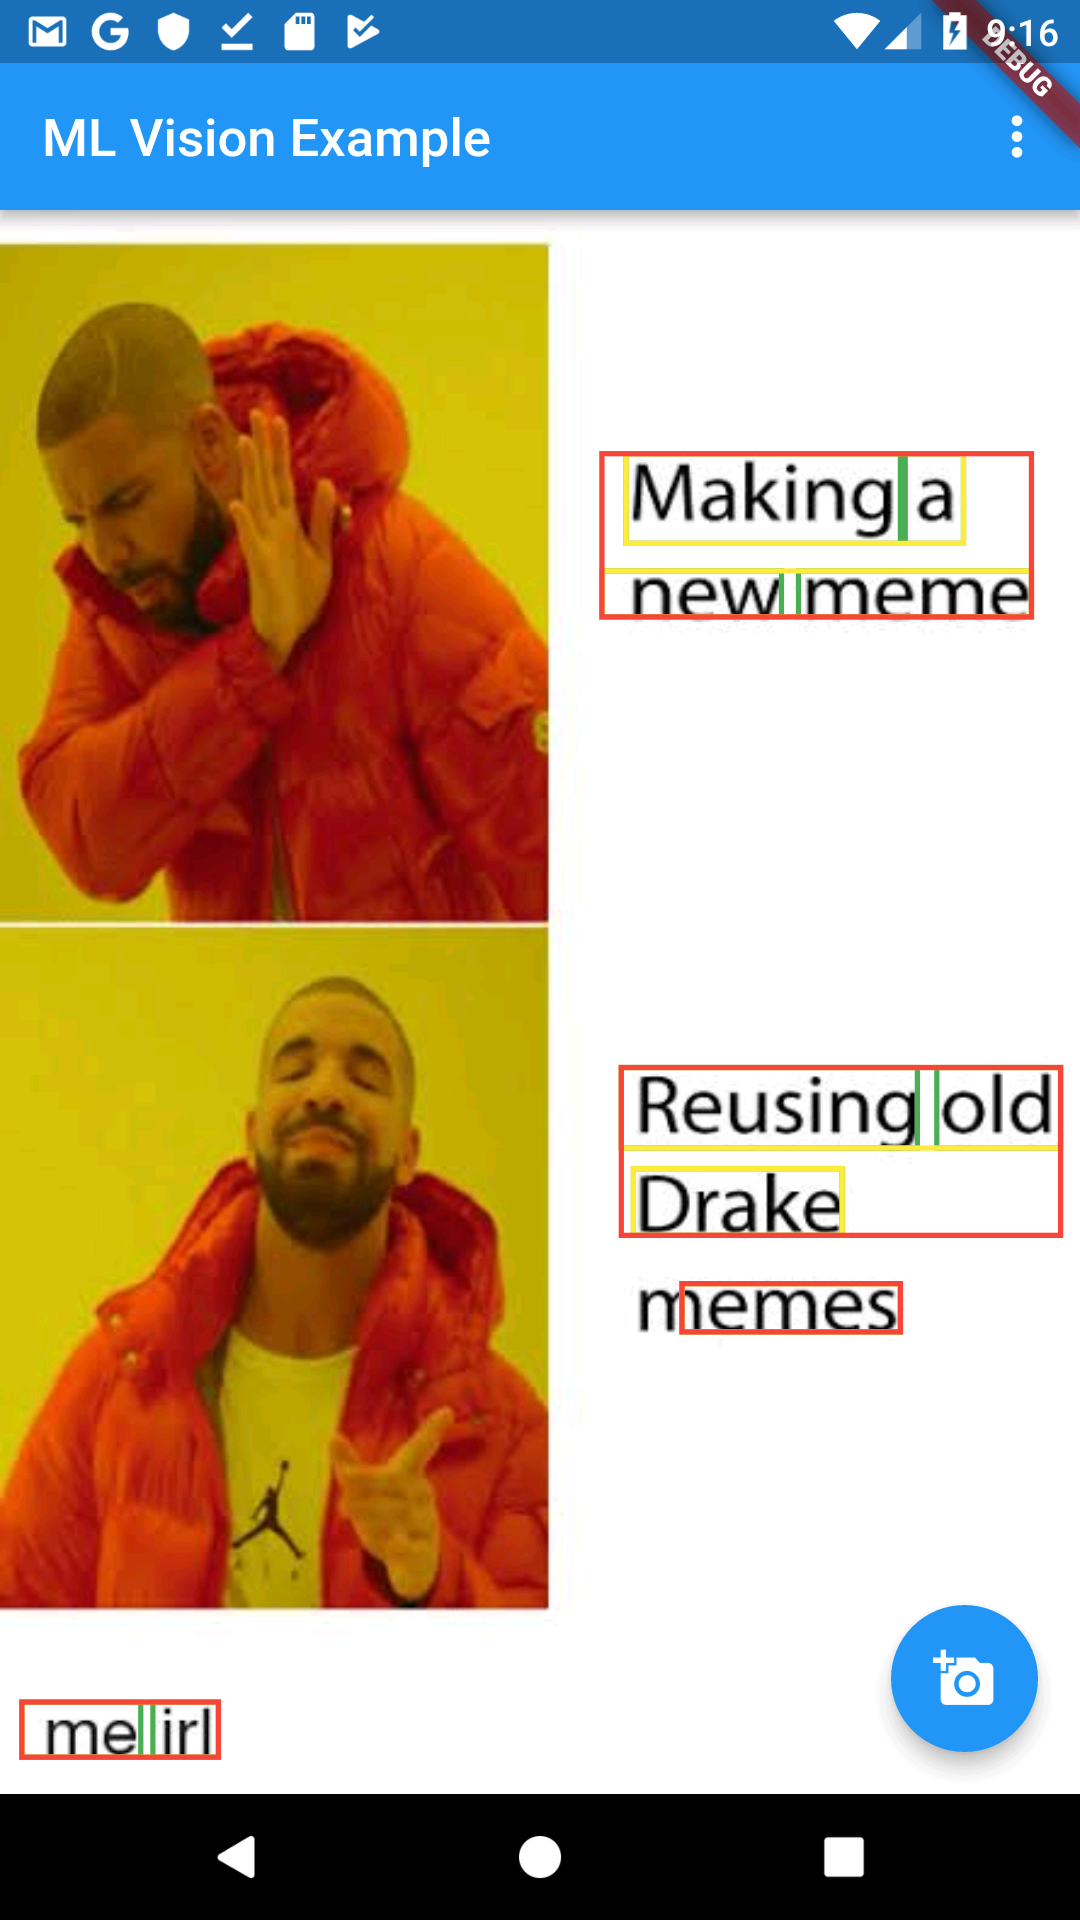 9:16
DEBUG
ML Vision Example
Making a
new meme
Reusing old
Drake
memes
me irl